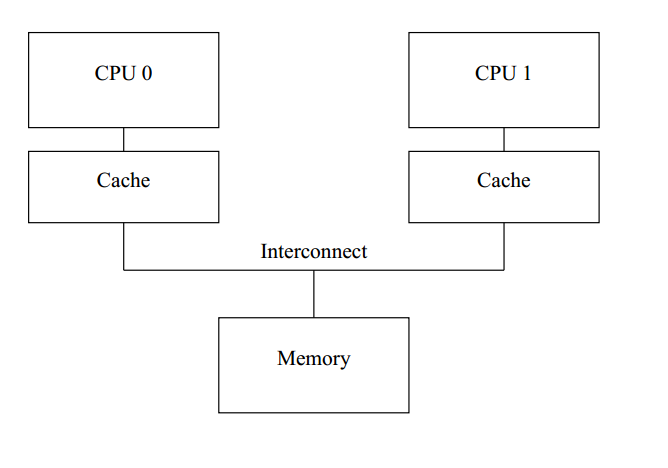 CPU 0
CPU 1
Cache
Cache
Interconnect
Memory